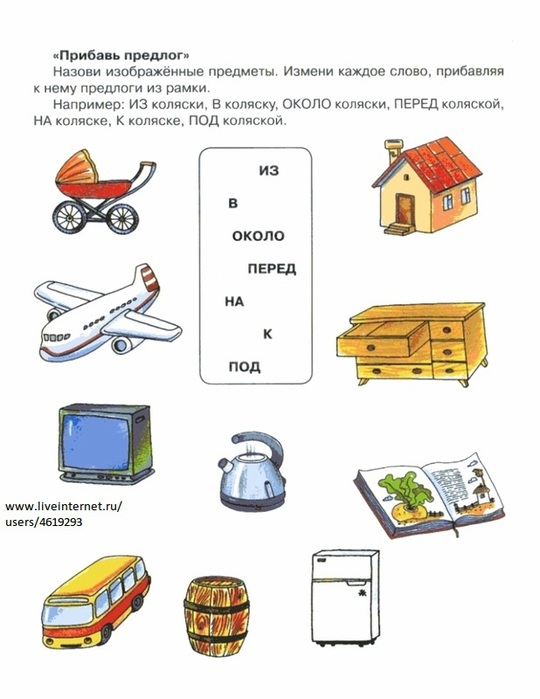 «Прибавь предлог»
Назови изображённые предметы. Измени каждое слово, прибавляя
к нему предлоги из рамки.
Например: ИЗ коляски, В коляску, ОКОЛО коляски, ПЕРЕД коляской,
НА коляске, К коляске, ПОД коляской.
ИЗ
В
ОКОЛО
ПЕРЕД
НА
К
ПОД
www.liveinternet.ru/
users/4619293